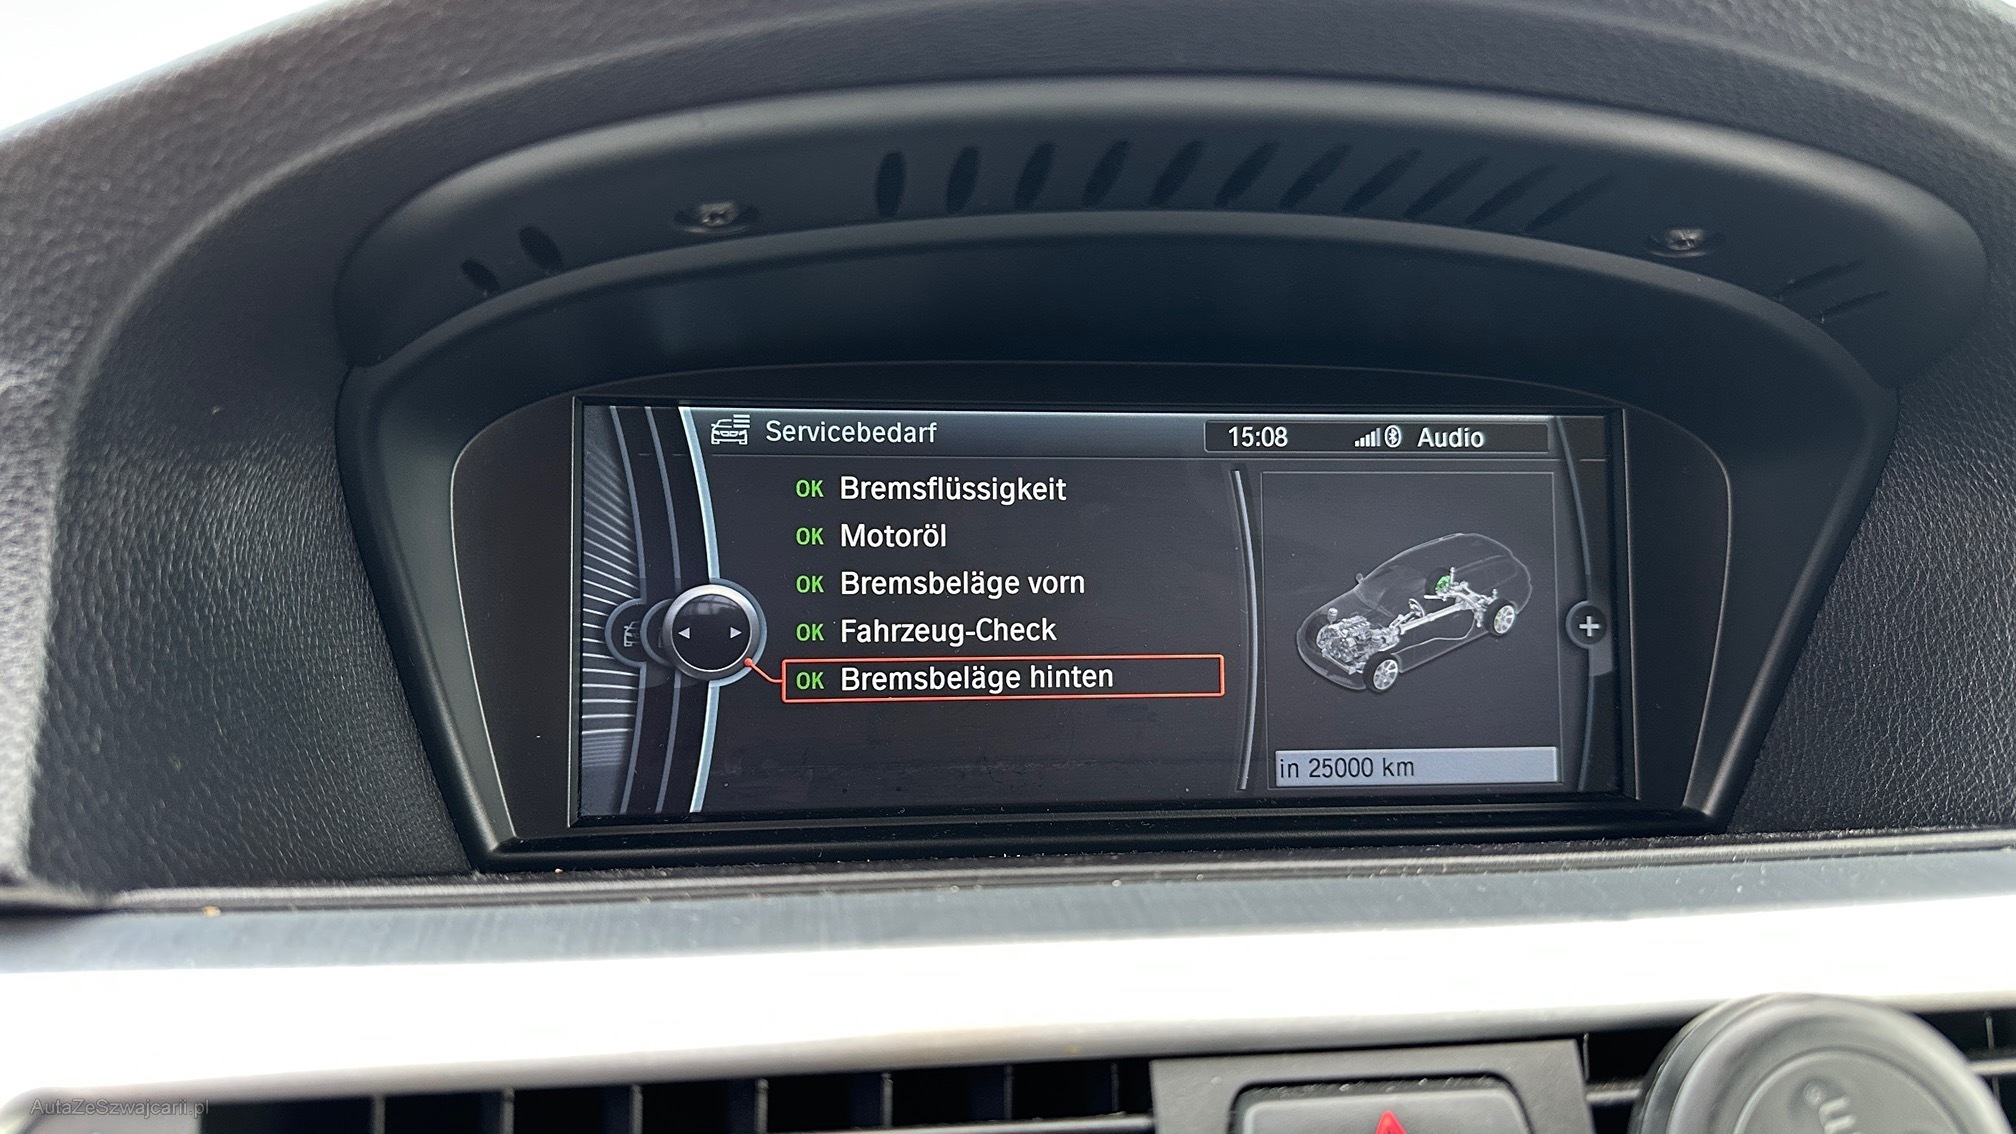 Servicebedarf
15:08 Audio
OK Bremsflüssigkeit
OK Motoröl
OK Bremsbeläge vorn
OK Fahrzeug-Check
OK Bremsbeläge hinten
in 25000 km
AutaZeSzwajcarii.pl